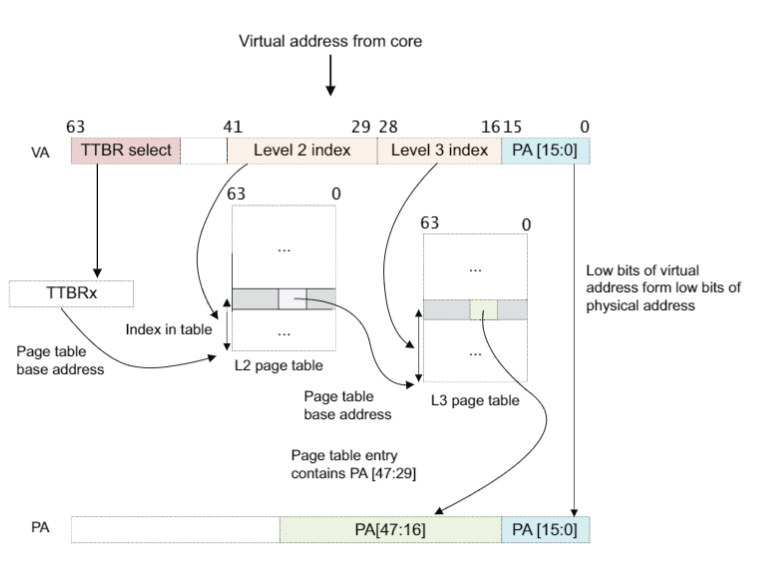 Virtual address from core
63 41 29 28 16 15 0
VA TTBR select Level 2 index Level 3 index PA [15:0]
63 0
63 0
...
...
Low bits of virtual
address form low bits of
physical address
TTBRx
Index in table
...
...
Page table
base address
L2 page table
Page table
base address
L3 page table
Page table entry
contains PA [47:29]
PA PA[47:16] PA [15:0]